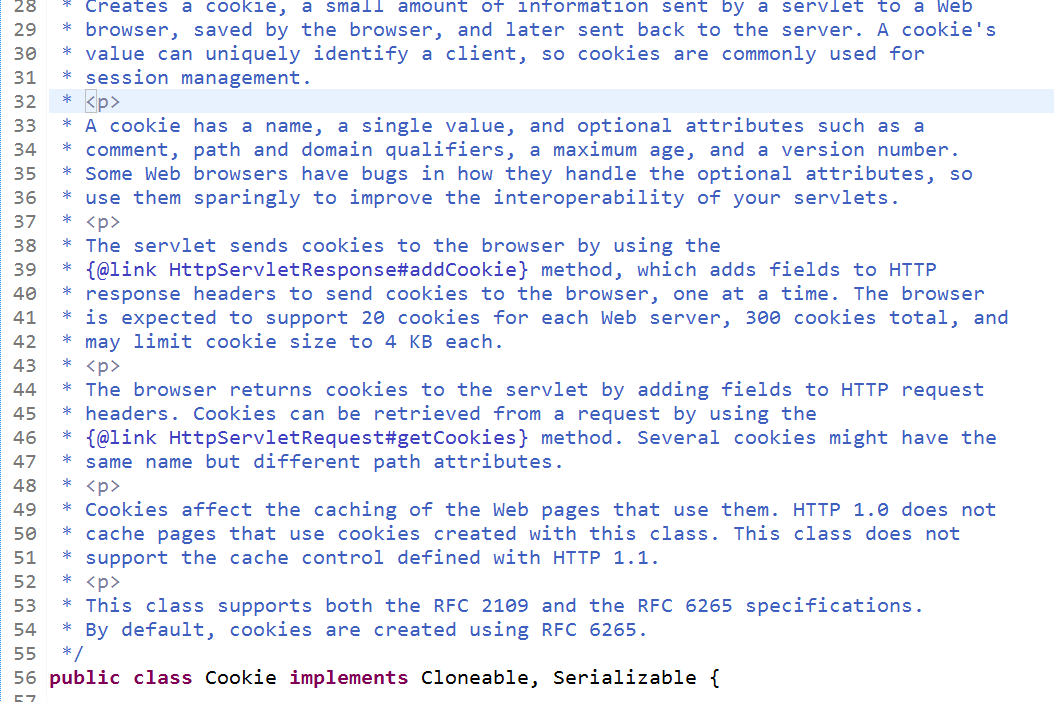 28  * Creates a cookie, a small amount of information sent by a servlet to a Web
29  * browser, saved by the browser, and later sent back to the server. A cookie's
30  * value can uniquely identify a client, so cookies are commonly used for
31  * session management.
32  * <p>
33  * A cookie has a name, a single value, and optional attributes such as a
34  * comment, path and domain qualifiers, a maximum age, and a version number.
35  * Some Web browsers have bugs in how they handle the optional attributes, so
36  * use them sparingly to improve the interoperability of your servlets.
37  * <p>
38  * The servlet sends cookies to the browser by using the
39  * {@link HttpServletResponse#addCookie} method, which adds fields to HTTP
40  * response headers to send cookies to the browser, one at a time. The browser
41  * is expected to support 20 cookies for each Web server, 300 cookies total, and
42  * may limit cookie size to 4 KB each.
43  * <p>
44  * The browser returns cookies to the servlet by adding fields to HTTP request
45  * headers. Cookies can be retrieved from a request by using the
46  * {@link HttpServletRequest#getCookies} method. Several cookies might have the
47  * same name but different path attributes.
48  * <p>
49  * Cookies affect the caching of the Web pages that use them. HTTP 1.0 does not
50  * cache pages that use cookies created with this class. This class does not
51  * support the cache control defined with HTTP 1.1.
52  * <p>
53  * This class supports both the RFC 2109 and the RFC 6265 specifications.
54  * By default, cookies are created using RFC 6265.
55  */
56 public class Cookie implements Cloneable, Serializable {
57